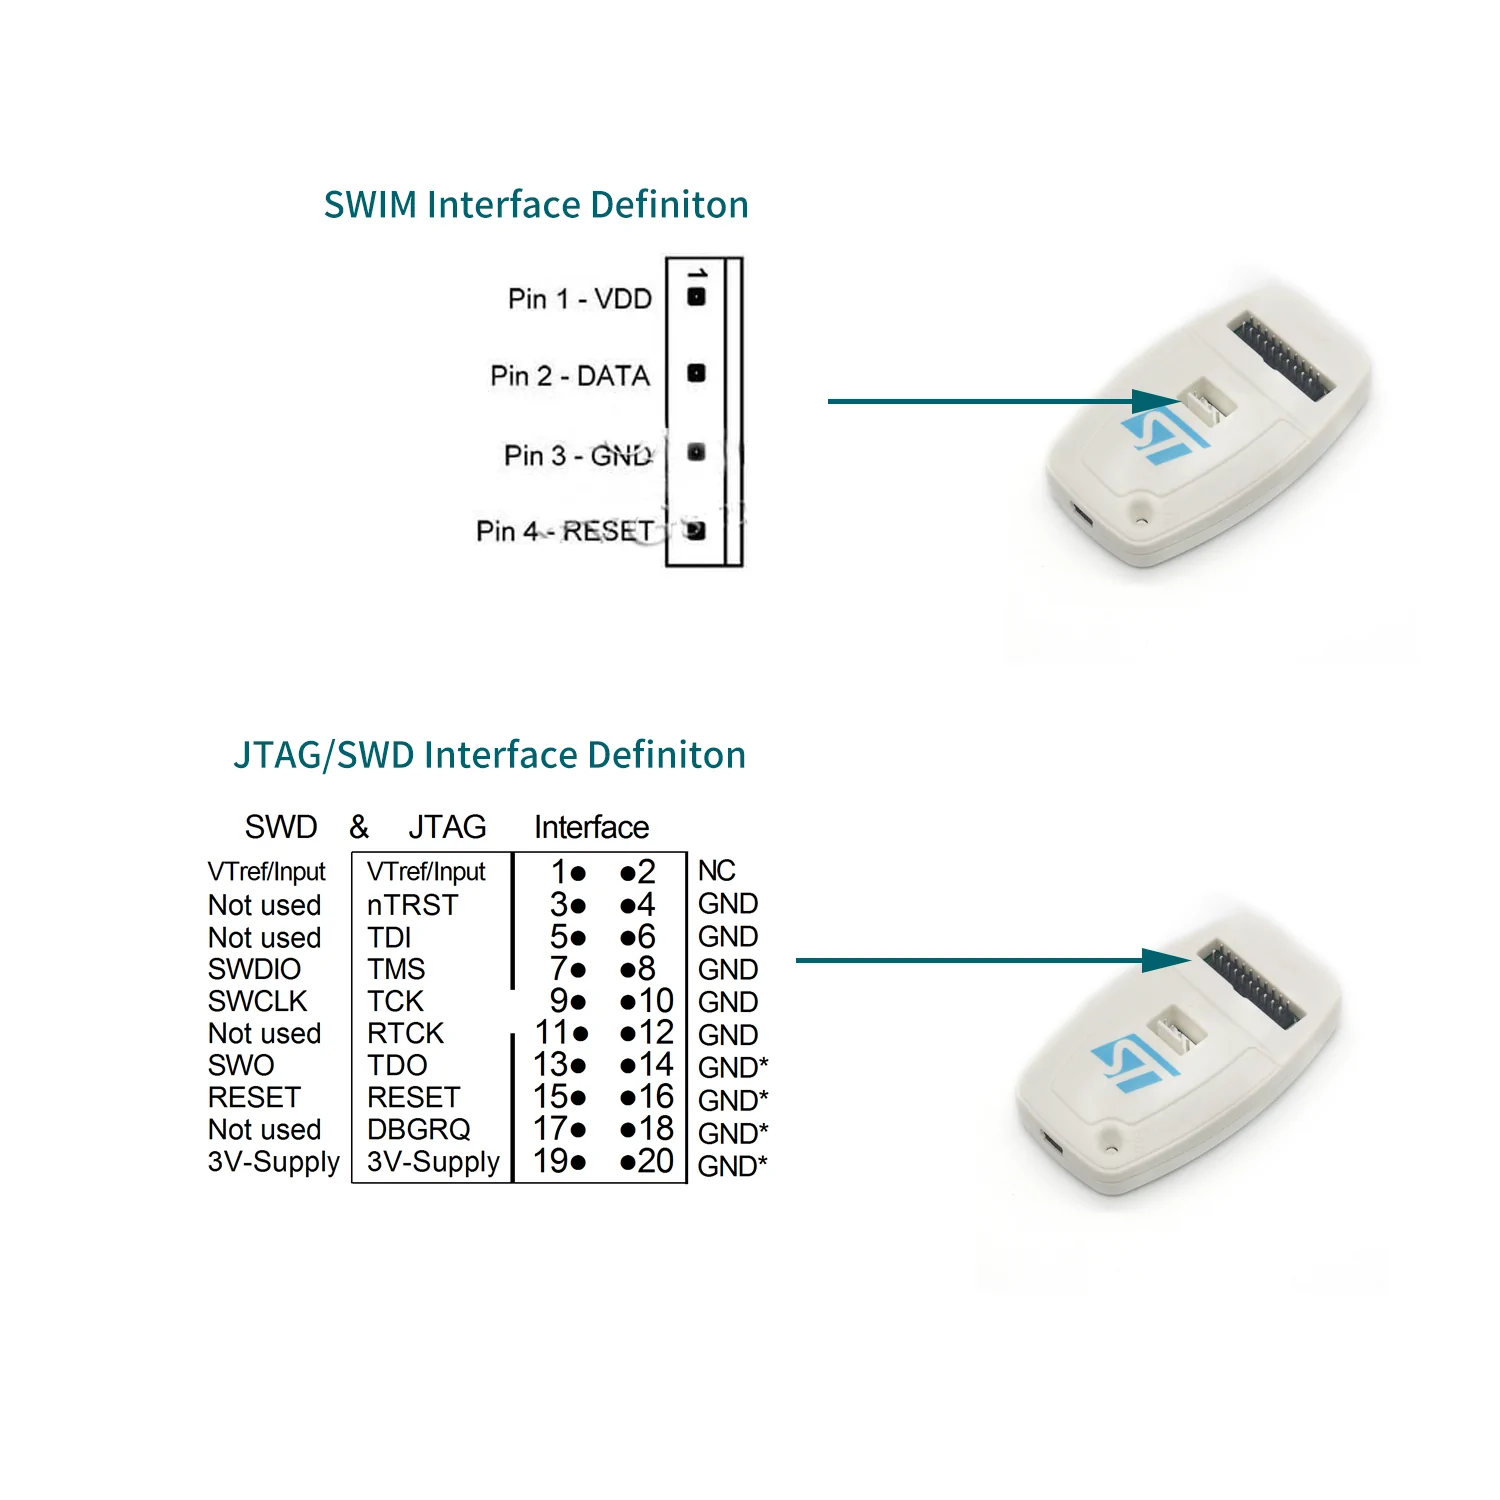 SWIM Interface Definiton
1
Pin 1 - VDD
Pin 2 - DATA
Pin 3 - GND
Pin 4 - RESET
ST
JTAG/SWD Interface Definiton
SWD & JTAG Interface
VTref/Input VTref/Input 1 2 NC
Not used nTRST 3 4 GND
Not used TDI 5 6 GND
SWDIO TMS 7 8 GND
SWCLK TCK 9 10 GND
Not used RTCK 11 12 GND
SWO TDO 13 14 GND*
RESET RESET 15 16 GND*
Not used DBGRQ 17 18 GND*
3V-Supply 3V-Supply 19 20 GND*
ST